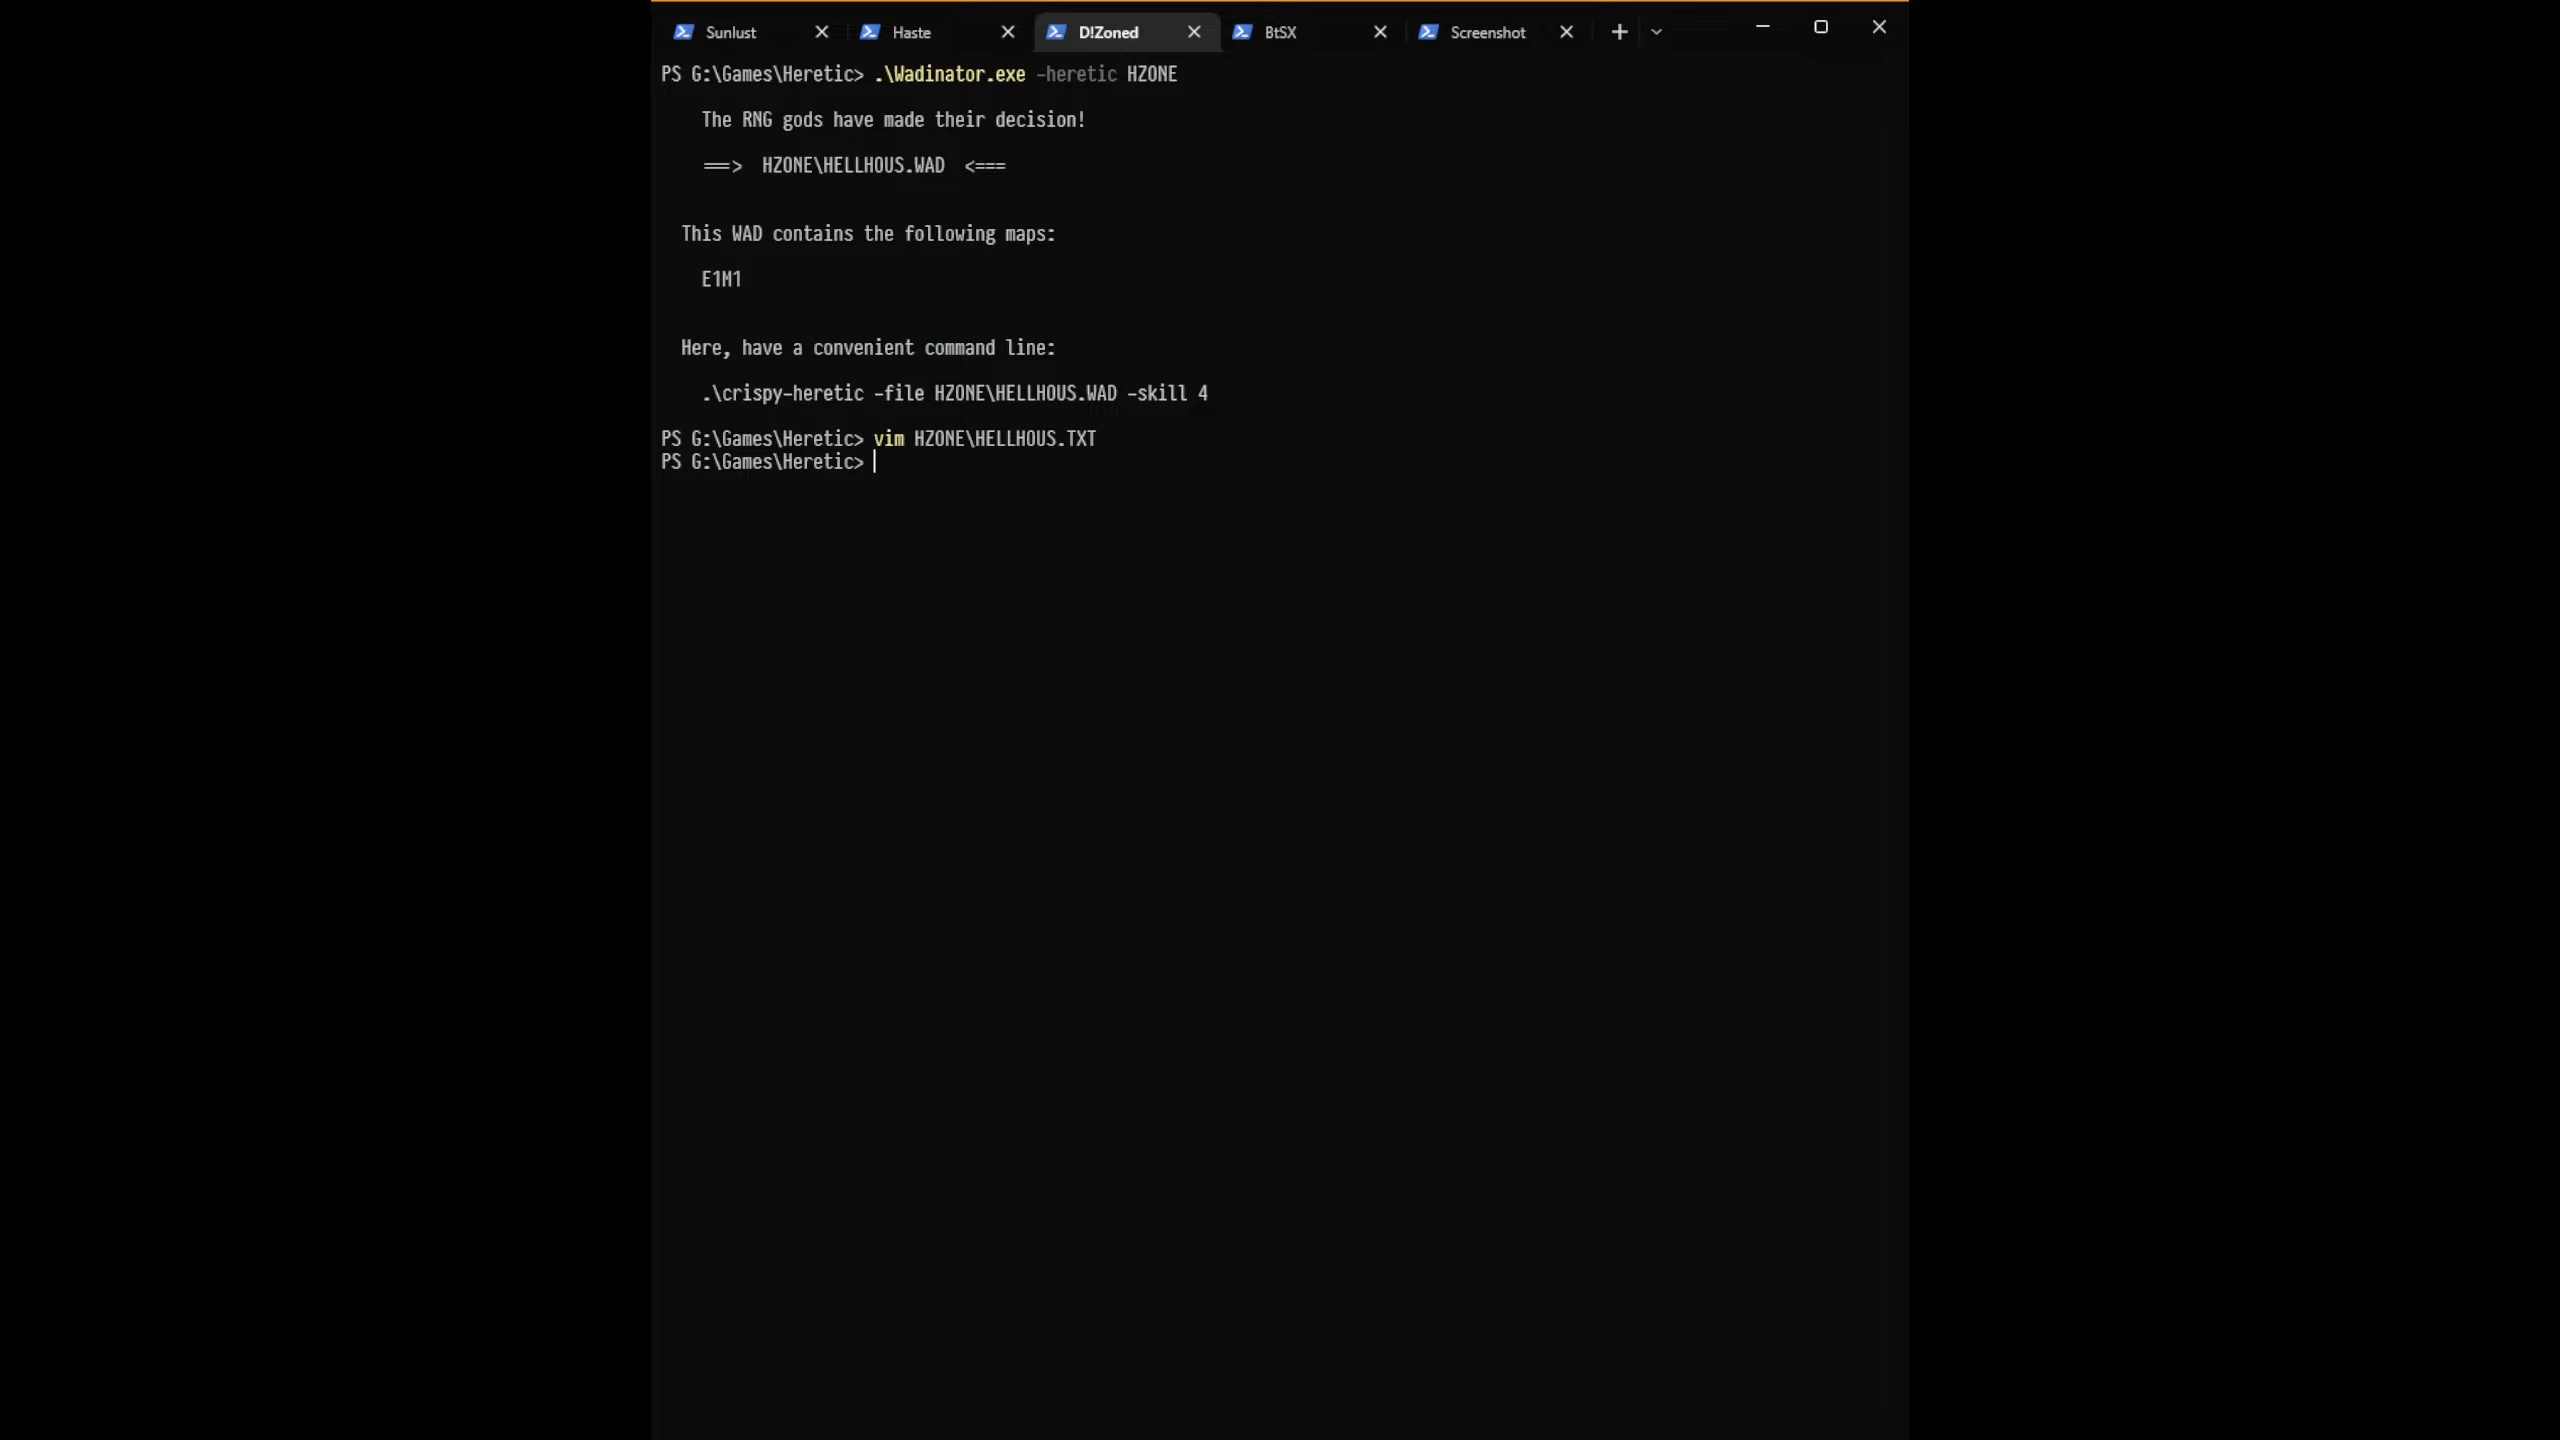 Sunlust Haste D!Zoned BtSX Screenshot
PS G:\Games\Heretic> .\Wadinator.exe -heretic HZONE
The RNG gods have made their decision!
===> HZONE\HELLHOUS.WAD <===
This WAD contains the following maps:
E1M1
Here, have a convenient command line:
.\crispy-heretic -file HZONE\HELLHOUS.WAD -skill 4
PS G:\Games\Heretic> vim HZONE\HELLHOUS.TXT
PS G:\Games\Heretic>